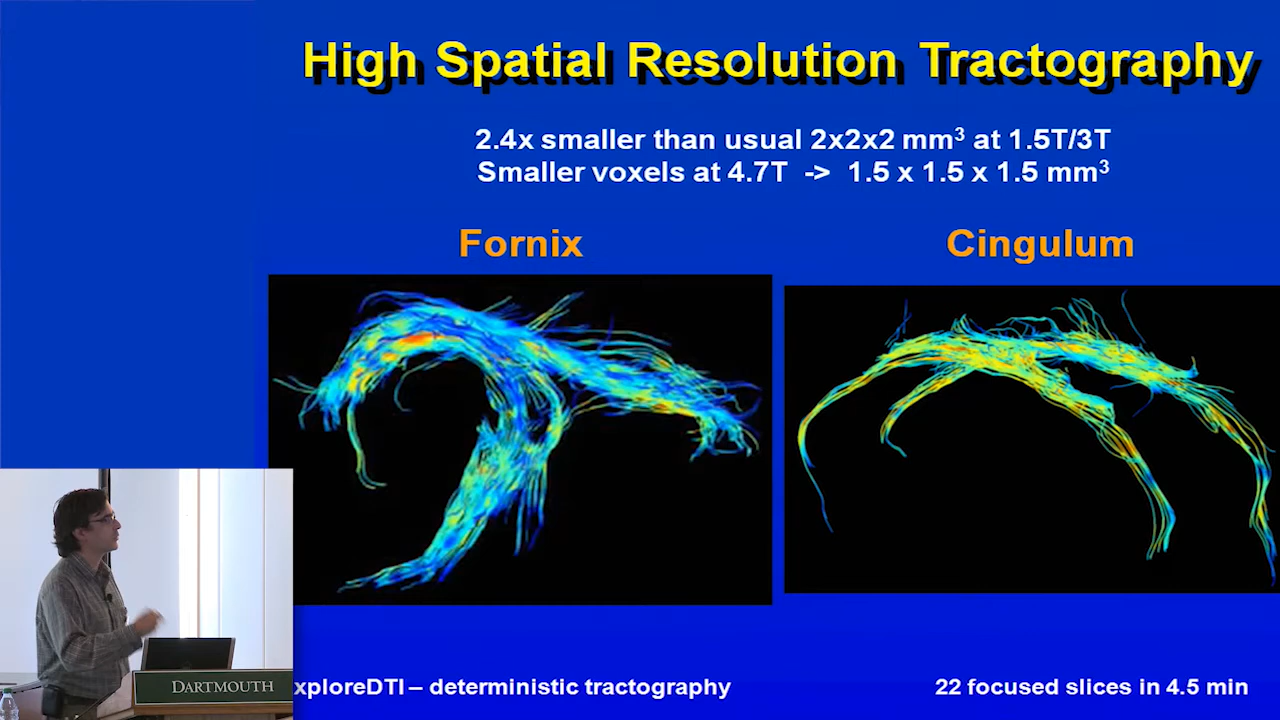 High Spatial Resolution Tractography
2.4x smaller than usual 2x2x2 mm³ at 1.5T/3T
Smaller voxels at 4.7T -> 1.5 x 1.5 x 1.5 mm³
Fornix
Cingulum
xploreDTI – deterministic tractography
22 focused slices in 4.5 min
DARTMOUTH